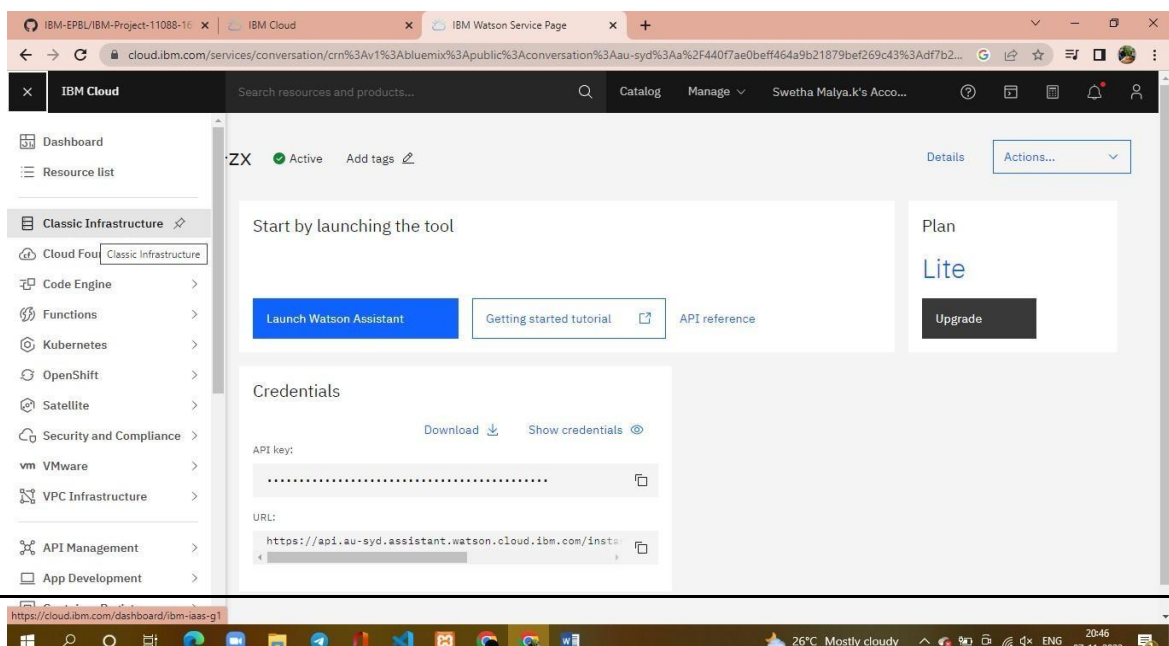 IBM-EPBL/IBM-Project-11088-16
IBM Cloud
IBM Watson Service Page
cloud.ibm.com/services/conversation/crn%3Av1%3Abluemix%3Apublic%3Aconversation%3Aau-syd%3Aa%2F440f7ae0beff464a9b21879bef269c43%3Adf7b2...
IBM Cloud
Search resources and products...
Catalog
Manage
Swetha Malya.k's Acco...
Dashboard
Resource list
Classic Infrastructure
Cloud Four
Classic Infrastructure
Code Engine
Functions
Kubernetes
OpenShift
Satellite
Security and Compliance
vm VMware
VPC Infrastructure
API Management
App Development
zx
Active
Add tags
Details
Actions...
Start by launching the tool
Launch Watson Assistant
Getting started tutorial
API reference
Plan
Lite
Upgrade
Credentials
Download
Show credentials
API key:
URL:
https://api.au-syd.assistant.watson.cloud.ibm.com/insta
https://cloud.ibm.com/dashboard/ibm-iaas-g1
26°C Mostly cloudy
ENG
20:46